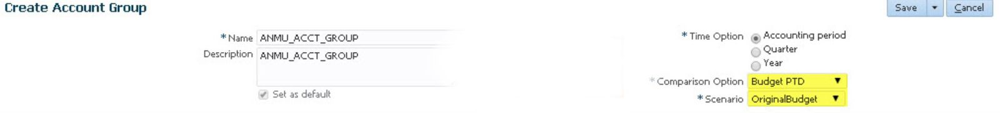 Create Account Group
Save Cancel
* Name ANMU_ACCT_GROUP
Description ANMU_ACCT_GROUP
Set as default
* Time Option Accounting period
Quarter
Year
* Comparison Option Budget PTD
* Scenario OriginalBudget